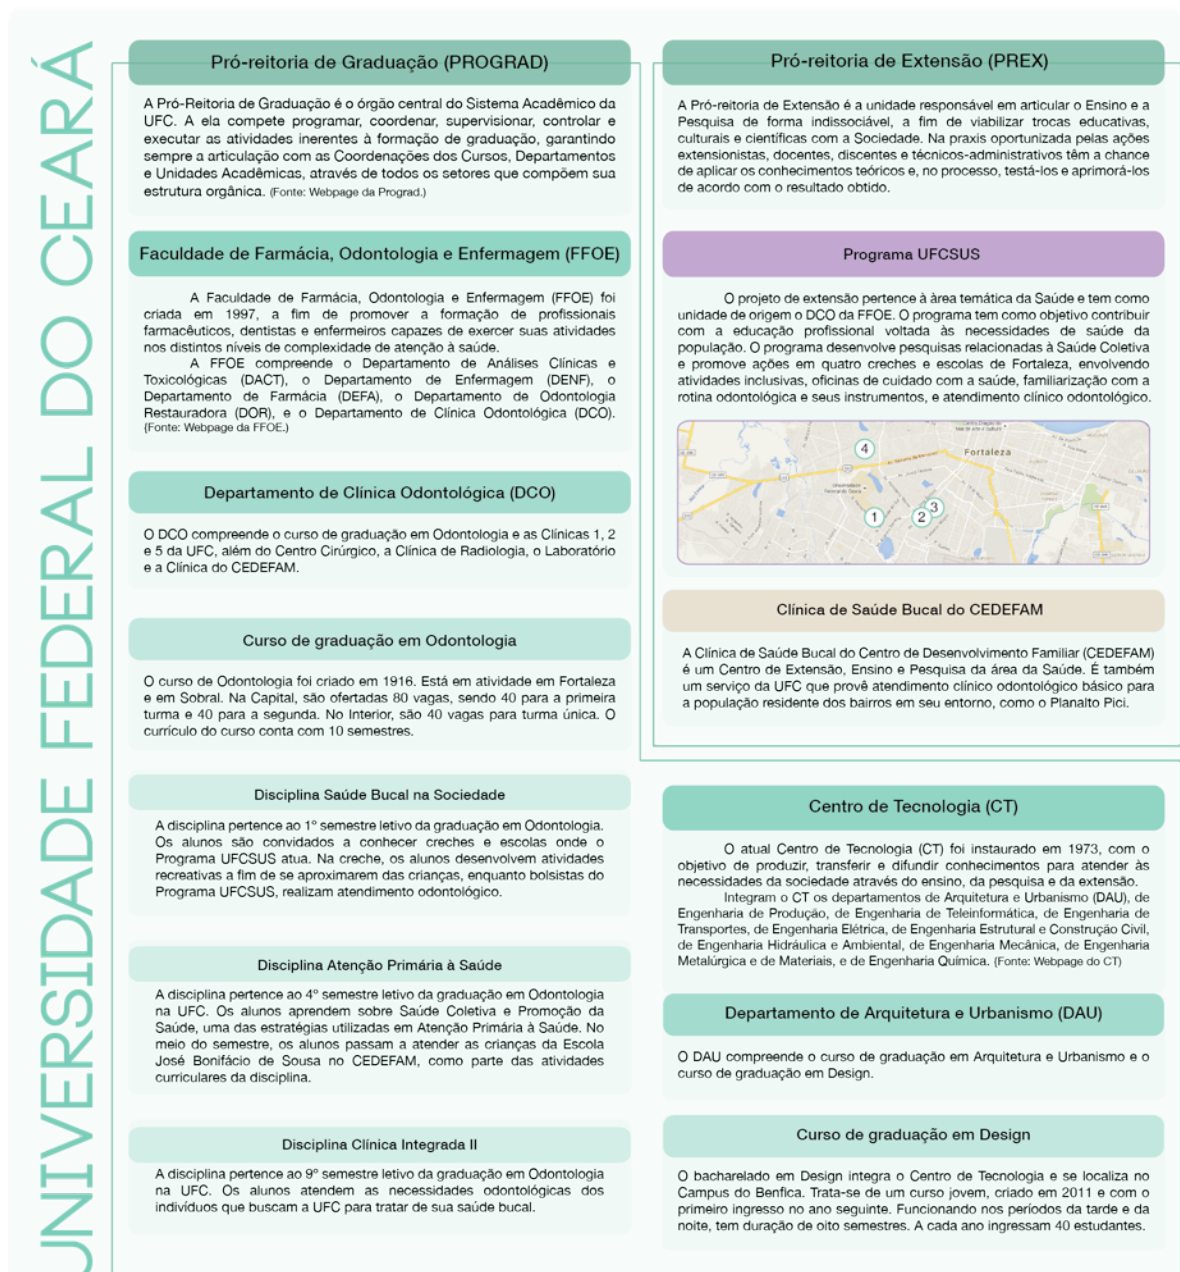 UNIVERSIDADE FEDERAL DO CEARÁ
Pró-reitoria de Graduação (PROGRAD)
A Pró-Reitoria de Graduação é o órgão central do Sistema Acadêmico da
UFC. A ela compete programar, coordenar, supervisionar, controlar e
executar as atividades inerentes à formação de graduação, garantindo
sempre a articulação com as Coordenações dos Cursos, Departamentos
e Unidades Acadêmicas, através de todos os setores que compõem sua
estrutura orgânica. (Fonte: Webpage da Prograd.)
Faculdade de Farmácia, Odontologia e Enfermagem (FFOE)
A Faculdade de Farmácia, Odontologia e Enfermagem (FFOE) foi
criada em 1997, a fim de promover a formação de profissionais
farmacêuticos, dentistas e enfermeiros capazes de exercer suas atividades
nos distintos níveis de complexidade de atenção à saúde.
A FFOE compreende o Departamento de Análises Clínicas e
Toxicológicas (DACT), o Departamento de Enfermagem (DENF), o
Departamento de Farmácia (DEFA), o Departamento de Odontologia
Restauradora (DOR), e o Departamento de Clínica Odontológica (DCO).
(Fonte: Webpage da FFOE.)
Departamento de Clínica Odontológica (DCO)
O DCO compreende o curso de graduação em Odontologia e as Clínicas 1, 2
e 5 da UFC, além do Centro Cirúrgico, a Clínica de Radiologia, o Laboratório
e a Clínica do CEDEFAM.
Curso de graduação em Odontologia
O curso de Odontologia foi criado em 1916. Está em atividade em Fortaleza
e em Sobral. Na Capital, são ofertadas 80 vagas, sendo 40 para a primeira
turma e 40 para a segunda. No Interior, são 40 vagas para turma única. O
currículo do curso conta com 10 semestres.
Disciplina Saúde Bucal na Sociedade
A disciplina pertence ao 1º semestre letivo da graduação em Odontologia.
Os alunos são convidados a conhecer creches e escolas onde o
Programa UFCSUS atua. Na creche, os alunos desenvolvem atividades
recreativas a fim de se aproximarem das crianças, enquanto bolsistas do
Programa UFCSUS, realizam atendimento odontológico.
Disciplina Atenção Primária à Saúde
A disciplina pertence ao 4º semestre letivo da graduação em Odontologia
na UFC. Os alunos aprendem sobre Saúde Coletiva e Promoção da
Saúde, uma das estratégias utilizadas em Atenção Primária à Saúde. No
meio do semestre, os alunos passam a atender as crianças da Escola
José Bonifácio de Sousa no CEDEFAM, como parte das atividades
curriculares da disciplina.
Disciplina Clínica Integrada II
A disciplina pertence ao 9º semestre letivo da graduação em Odontologia
na UFC. Os alunos atendem as necessidades odontológicas dos
indivíduos que buscam a UFC para tratar de sua saúde bucal.
Pró-reitoria de Extensão (PREX)
A Pró-reitoria de Extensão é a unidade responsável em articular o Ensino e a
Pesquisa de forma indissociável, a fim de viabilizar trocas educativas,
culturais e científicas com a Sociedade. Na praxis oportunizada pelas ações
extensionistas, docentes, discentes e técnicos-administrativos têm a chance
de aplicar os conhecimentos teóricos e, no processo, testá-los e aprimorá-los
de acordo com o resultado obtido.
Programa UFCSUS
O projeto de extensão pertence à àrea temática da Saúde e tem como
unidade de origem o DCO da FFOE. O programa tem como objetivo contribuir
com a educação profissional voltada às necessidades de saúde da
população. O programa desenvolve pesquisas relacionadas à Saúde Coletiva
e promove ações em quatro creches e escolas de Fortaleza, envolvendo
atividades inclusivas, oficinas de cuidado com a saúde, familiarização com a
rotina odontológica e seus instrumentos, e atendimento clínico odontológico.
4
Fortaleza
1 2 3
Clínica de Saúde Bucal do CEDEFAM
A Clínica de Saúde Bucal do Centro de Desenvolvimento Familiar (CEDEFAM)
é um Centro de Extensão, Ensino e Pesquisa da área da Saúde. É também
um serviço da UFC que provê atendimento clínico odontológico básico para
a população residente dos bairros em seu entorno, como o Planalto Pici.
Centro de Tecnologia (CT)
O atual Centro de Tecnologia (CT) foi instaurado em 1973, com o
objetivo de produzir, transferir e difundir conhecimentos para atender às
necessidades da sociedade através do ensino, da pesquisa e da extensão.
Integram o CT os departamentos de Arquitetura e Urbanismo (DAU), de
Engenharia de Produção, de Engenharia de Teleinformática, de Engenharia de
Transportes, de Engenharia Elétrica, de Engenharia Estrutural e Construção Civil,
de Engenharia Hidráulica e Ambiental, de Engenharia Mecânica, de Engenharia
Metalúrgica e de Materiais, e de Engenharia Química. (Fonte: Webpage do CT)
Departamento de Arquitetura e Urbanismo (DAU)
O DAU compreende o curso de graduação em Arquitetura e Urbanismo e o
curso de graduação em Design.
Curso de graduação em Design
O bacharelado em Design integra o Centro de Tecnologia e se localiza no
Campus do Benfica. Trata-se de um curso jovem, criado em 2011 e com o
primeiro ingresso no ano seguinte. Funcionando nos períodos da tarde e da
noite, tem duração de oito semestres. A cada ano ingressam 40 estudantes.